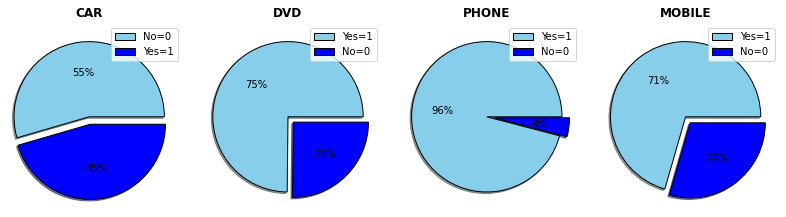 CAR
No=0
Yes=1
55%
45%
DVD
Yes=1
No=0
75%
25%
PHONE
Yes=1
No=0
96%
4%
MOBILE
Yes=1
No=0
71%
29%